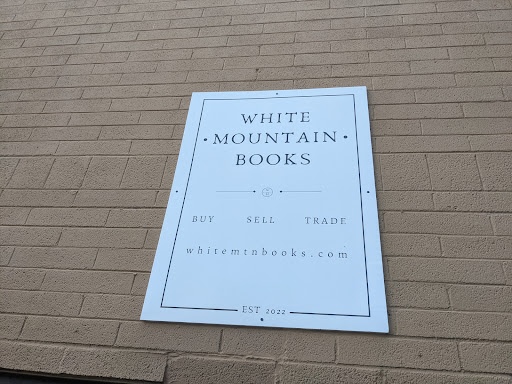 WHITE
• MOUNTAIN •
BOOKS
BUY SELL TRADE
whitemtnbooks.com
EST 2022